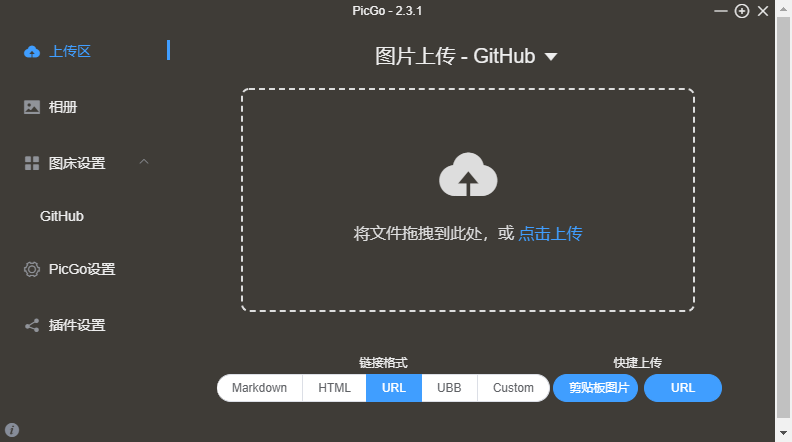 PicGo - 2.3.1
上传区
相册
图床设置
GitHub
PicGo设置
插件设置
图片上传 - GitHub
将文件拖拽到此处，或 点击上传
链接格式
Markdown HTML URL UBB Custom
快捷上传
剪贴板图片 URL